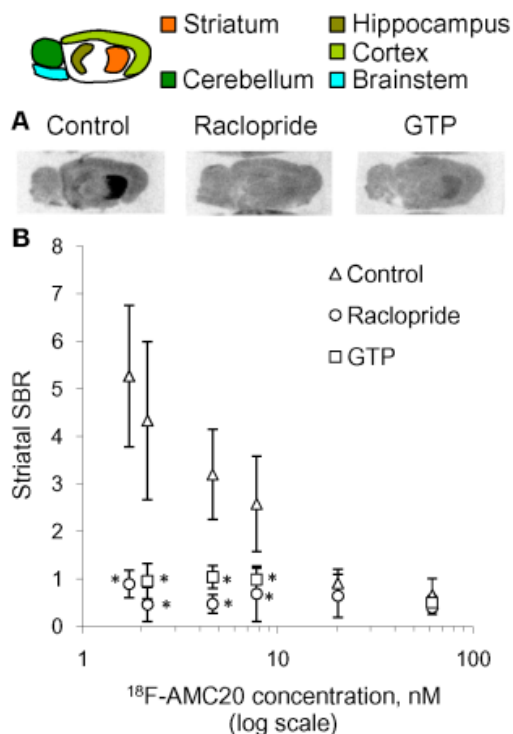 Striatum Hippocampus
Cortex
Cerebellum Brainstem
A Control Raclopride GTP
B
8
7
6
5
4
3
2
1
0
Striatal SBR
Control
Raclopride
GTP
* * * * * * *
1 10 100
¹⁸F-AMC20 concentration, nM
(log scale)